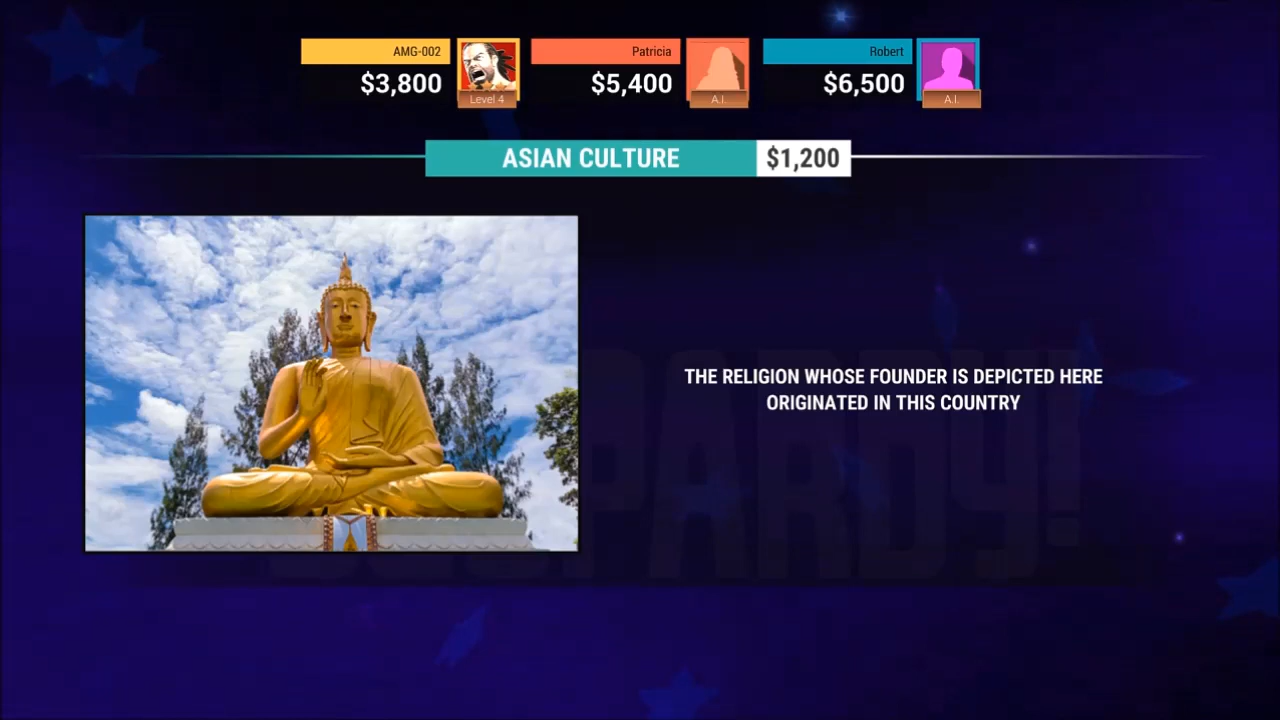 AMG-002
$3,800
Level 4
Patricia
$5,400
A.I.
Robert
$6,500
A.I.
ASIAN CULTURE
$1,200
THE RELIGION WHOSE FOUNDER IS DEPICTED HERE
ORIGINATED IN THIS COUNTRY
JEOPARDY!